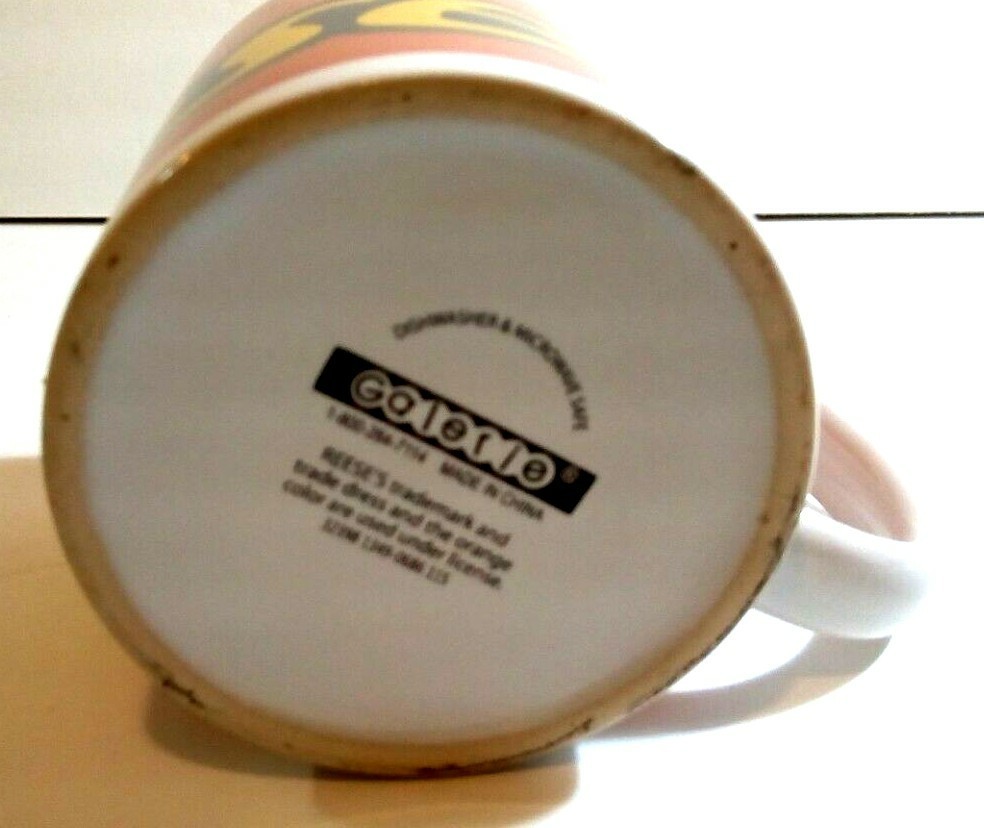 DISHWASHER & MICROWAVE SAFE
Galerie®
1-800-284-7114 MADE IN CHINA
REESE'S trademark and
trade dress and the orange
color are used under license.